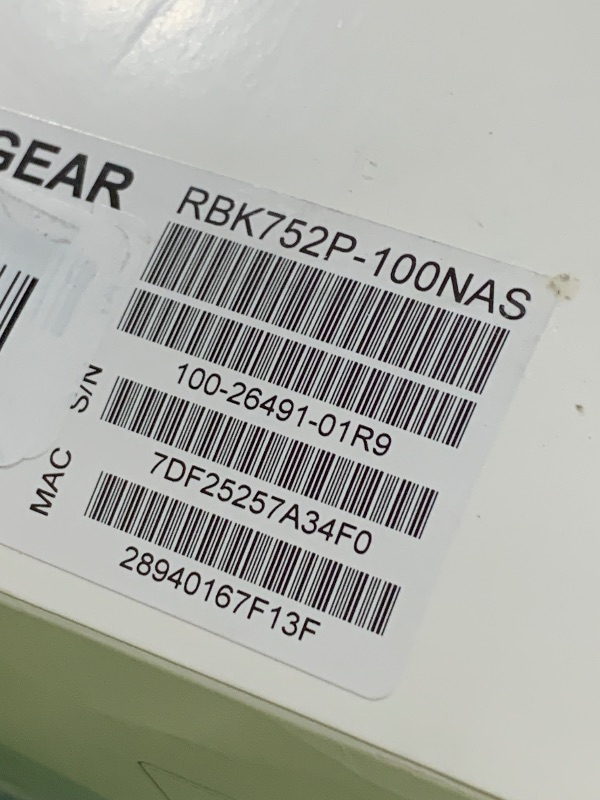 GEAR RBK752P-100NAS
100-26491-01R9
S/N
7DF25257A34F0
MAC
28940167F13F